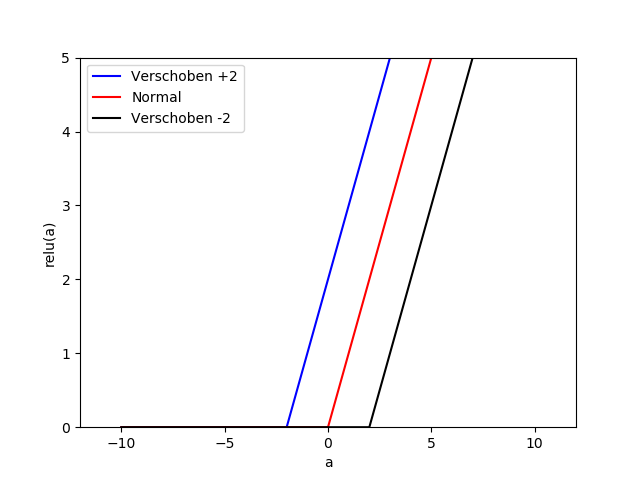 Verschoben +2
Normal
Verschoben -2
5
4
3
2
1
0
relu(a)
−10
−5
0
5
10
a